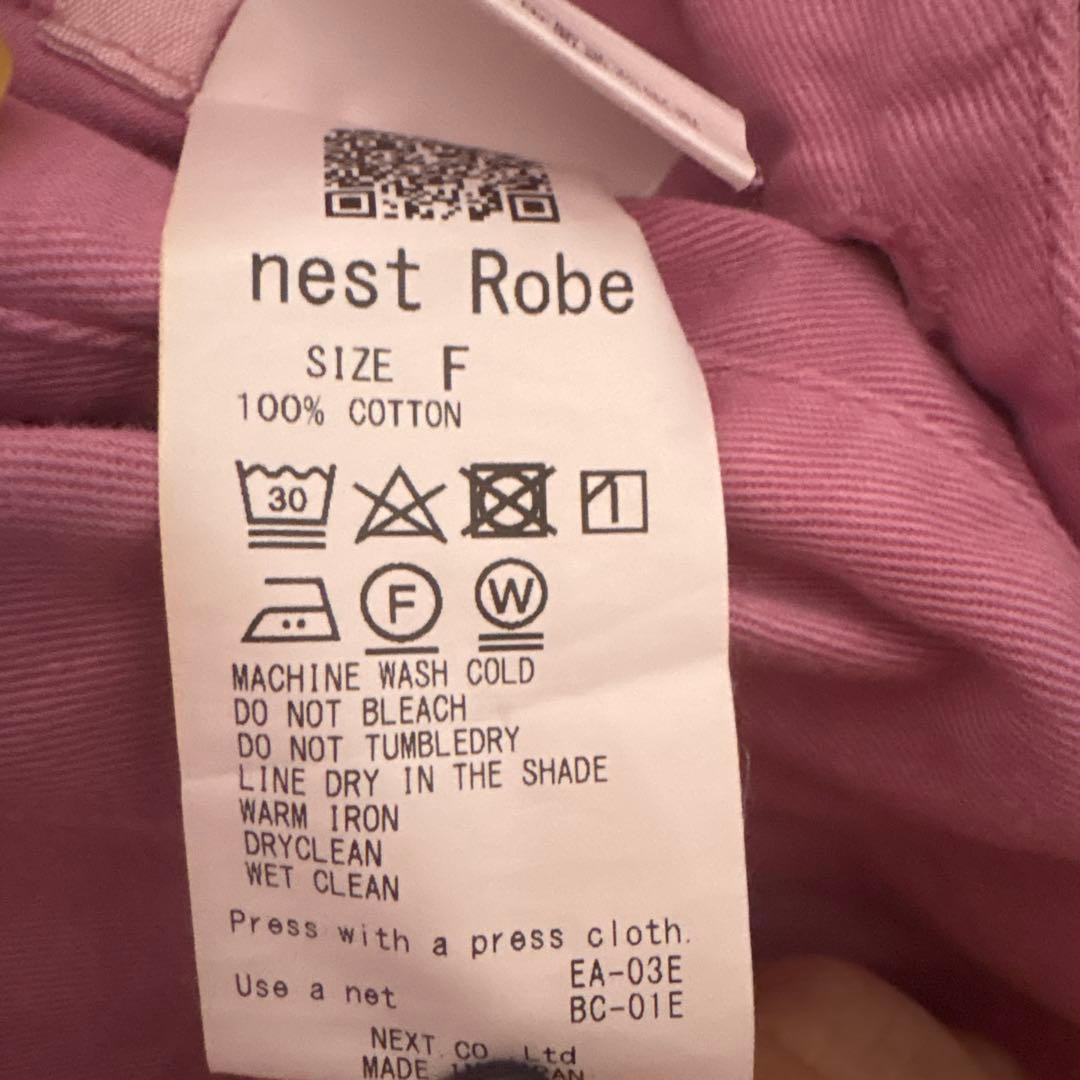 nest Robe
SIZE F
100% COTTON
30
F W
MACHINE WASH COLD
DO NOT BLEACH
DO NOT TUMBLEDRY
LINE DRY IN THE SHADE
WARM IRON
DRYCLEAN
WET CLEAN
Press with a press cloth.
EA-03E
Use a net
BC-01E
NEXT CO Ltd
MADE